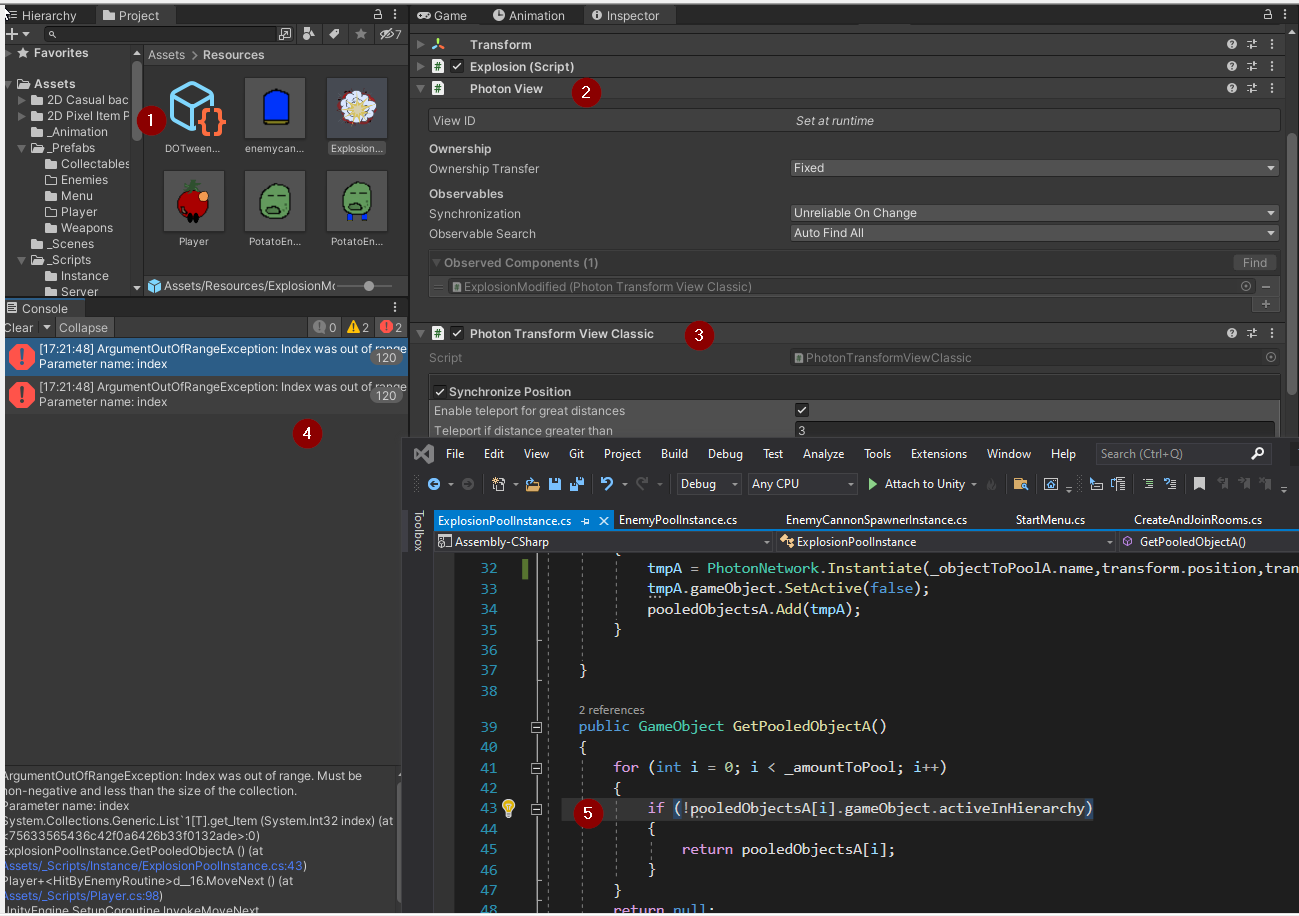 Hierarchy Project
7
Favorites
Assets
2D Casual bac
2D Pixel Item P
_Animation
_Prefabs
Collectables
Enemies
Menu
Player
Weapons
_Scenes
_Scripts
Instance
Server
Assets > Resources
1
DOTween...
enemycan...
Explosion...
Player
PotatoEn...
PotatoEn...
Assets/Resources/ExplosionMo
Console
Clear Collapse 0 2 2
[17:21:48] ArgumentOutOfRangeException: Index was out of range
Parameter name: index
120
[17:21:48] ArgumentOutOfRangeException: Index was out of range
Parameter name: index
120
4
ArgumentOutOfRangeException: Index was out of range. Must be
non-negative and less than the size of the collection.
Parameter name: index
System.Collections.Generic.List`1[T].get_Item (System.Int32 index) (at
<75633565436c42f0a6426b33f0132ade>:0)
ExplosionPoolInstance.GetPooledObjectA () (at
Assets/_Scripts/Instance/ExplosionPoolInstance.cs:43)
Player+<HitByEnemyRoutine>d__16.MoveNext () (at
Assets/_Scripts/Player.cs:98)
UnityEngine.SetupCoroutine.InvokeMoveNext
Game Animation Inspector
Transform
Explosion (Script)
Photon View 2
View ID Set at runtime
Ownership
Ownership Transfer Fixed
Observables
Synchronization Unreliable On Change
Observable Search Auto Find All
Observed Components (1) Find
ExplosionModified (Photon Transform View Classic)
Photon Transform View Classic 3
Script PhotonTransformViewClassic
Synchronize Position
Enable teleport for great distances
Teleport if distance greater than 3
File Edit View Git Project Build Debug Test Analyze Tools Extensions Window Help Search (Ctrl+Q)
Debug Any CPU Attach to Unity
Toolbox
ExplosionPoolInstance.cs EnemyPoolInstance.cs EnemyCannonSpawnerInstance.cs StartMenu.cs CreateAndJoinRooms.cs
Assembly-CSharp ExplosionPoolInstance GetPooledObjectA()
{
32 tmpA = PhotonNetwork.Instantiate(_objectToPoolA.name,transform.position,tran
33 tmpA.gameObject.SetActive(false);
34 pooledObjectsA.Add(tmpA);
35 }
36
37 }
38
2 references
39 public GameObject GetPooledObjectA()
40 {
41 for (int i = 0; i < _amountToPool; i++)
42 {
43 5 if (!pooledObjectsA[i].gameObject.activeInHierarchy)
44 {
45 return pooledObjectsA[i];
46 }
47 }
48 return null;